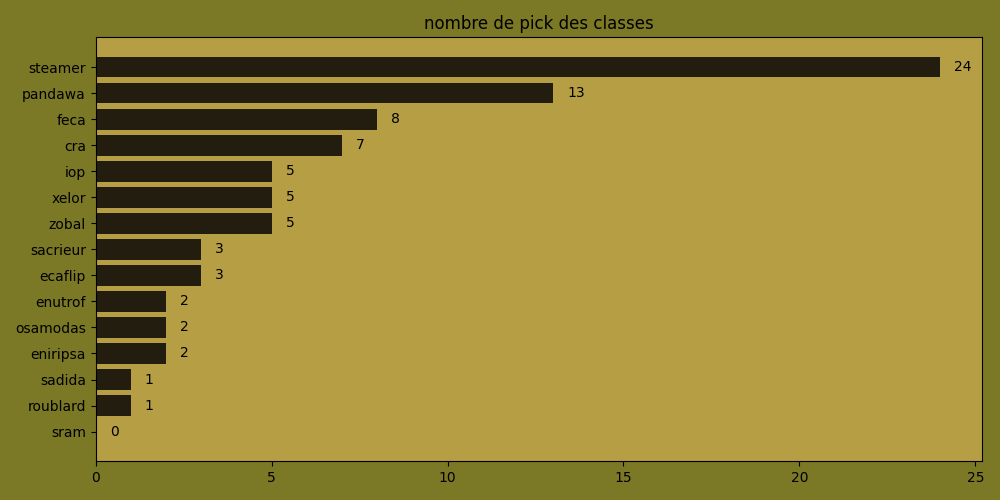 nombre de pick des classes
steamer 24
pandawa 13
feca 8
cra 7
iop 5
xelor 5
zobal 5
sacrieur 3
ecaflip 3
enutrof 2
osamodas 2
eniripsa 2
sadida 1
roublard 1
sram 0
0 5 10 15 20 25